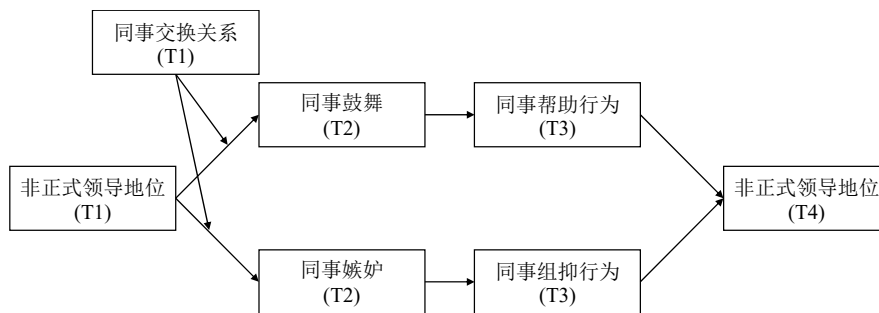 同事交换关系
(T1)
同事鼓舞
(T2)
同事帮助行为
(T3)
非正式领导地位
(T1)
非正式领导地位
(T4)
同事嫉妒
(T2)
同事组抑行为
(T3)